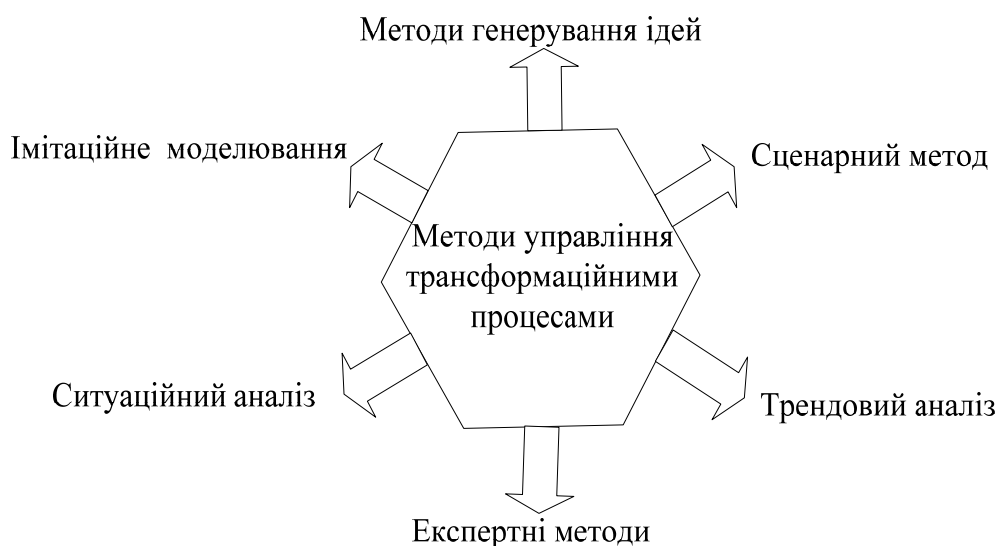 Методи генерування ідей
Імітаційне моделювання
Сценарний метод
Методи управління
трансформаційними
процесами
Ситуаційний аналіз
Трендовий аналіз
Експертні методи